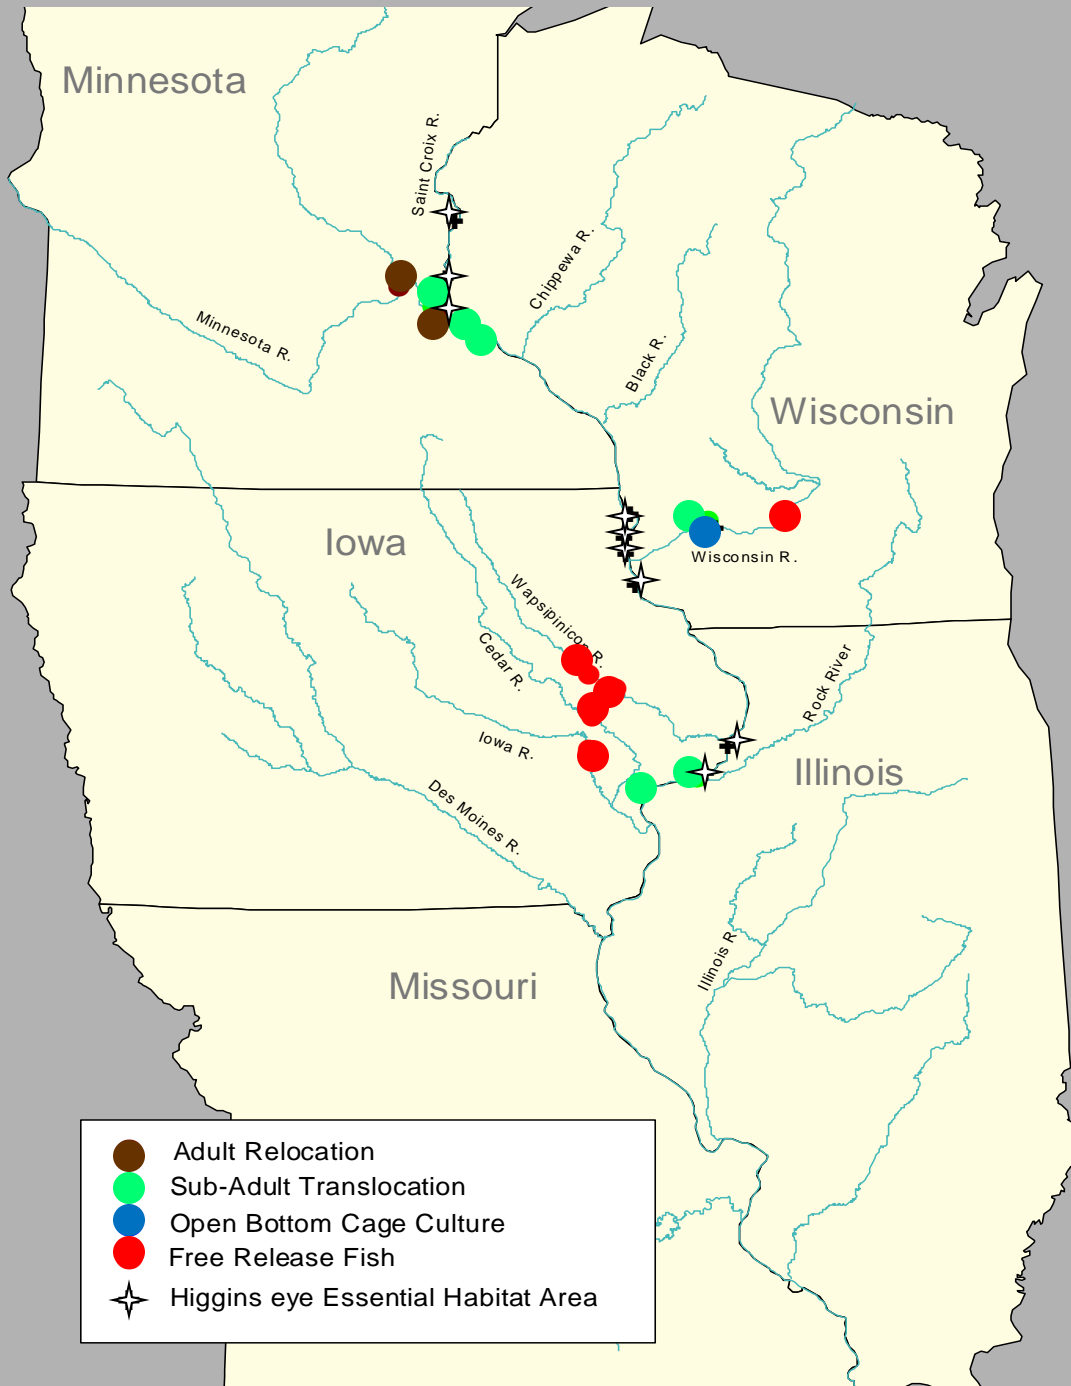 Minnesota
Saint Croix R.
Chippewa R.
Minnesota R.
Black R.
Wisconsin
Iowa
Wisconsin R.
Wapsipinicon R.
Cedar R.
Rock River
Iowa R.
Illinois
Des Moines R.
Illinois R
Missouri
Adult Relocation
Sub-Adult Translocation
Open Bottom Cage Culture
Free Release Fish
Higgins eye Essential Habitat Area